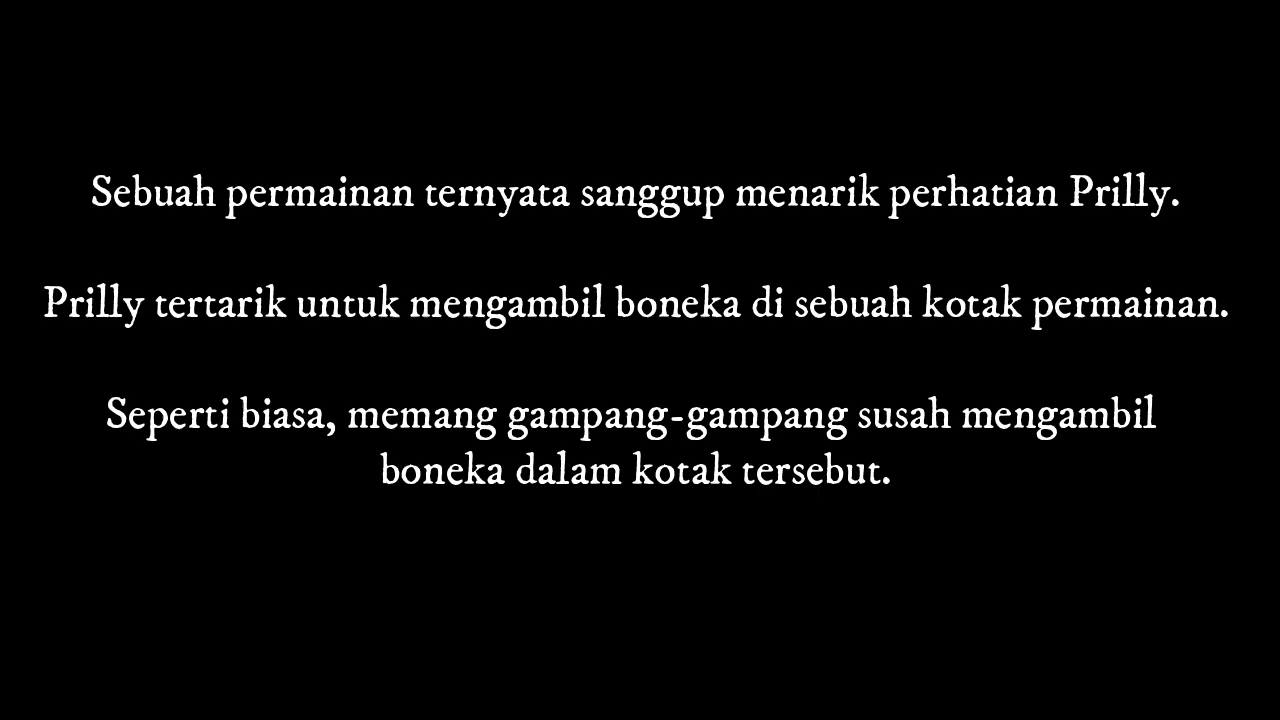 Sebuah permainan ternyata sanggup menarik perhatian Prilly.
Prilly tertarik untuk mengambil boneka di sebuah kotak permainan.
Seperti biasa, memang gampang-gampang susah mengambil
boneka dalam kotak tersebut.